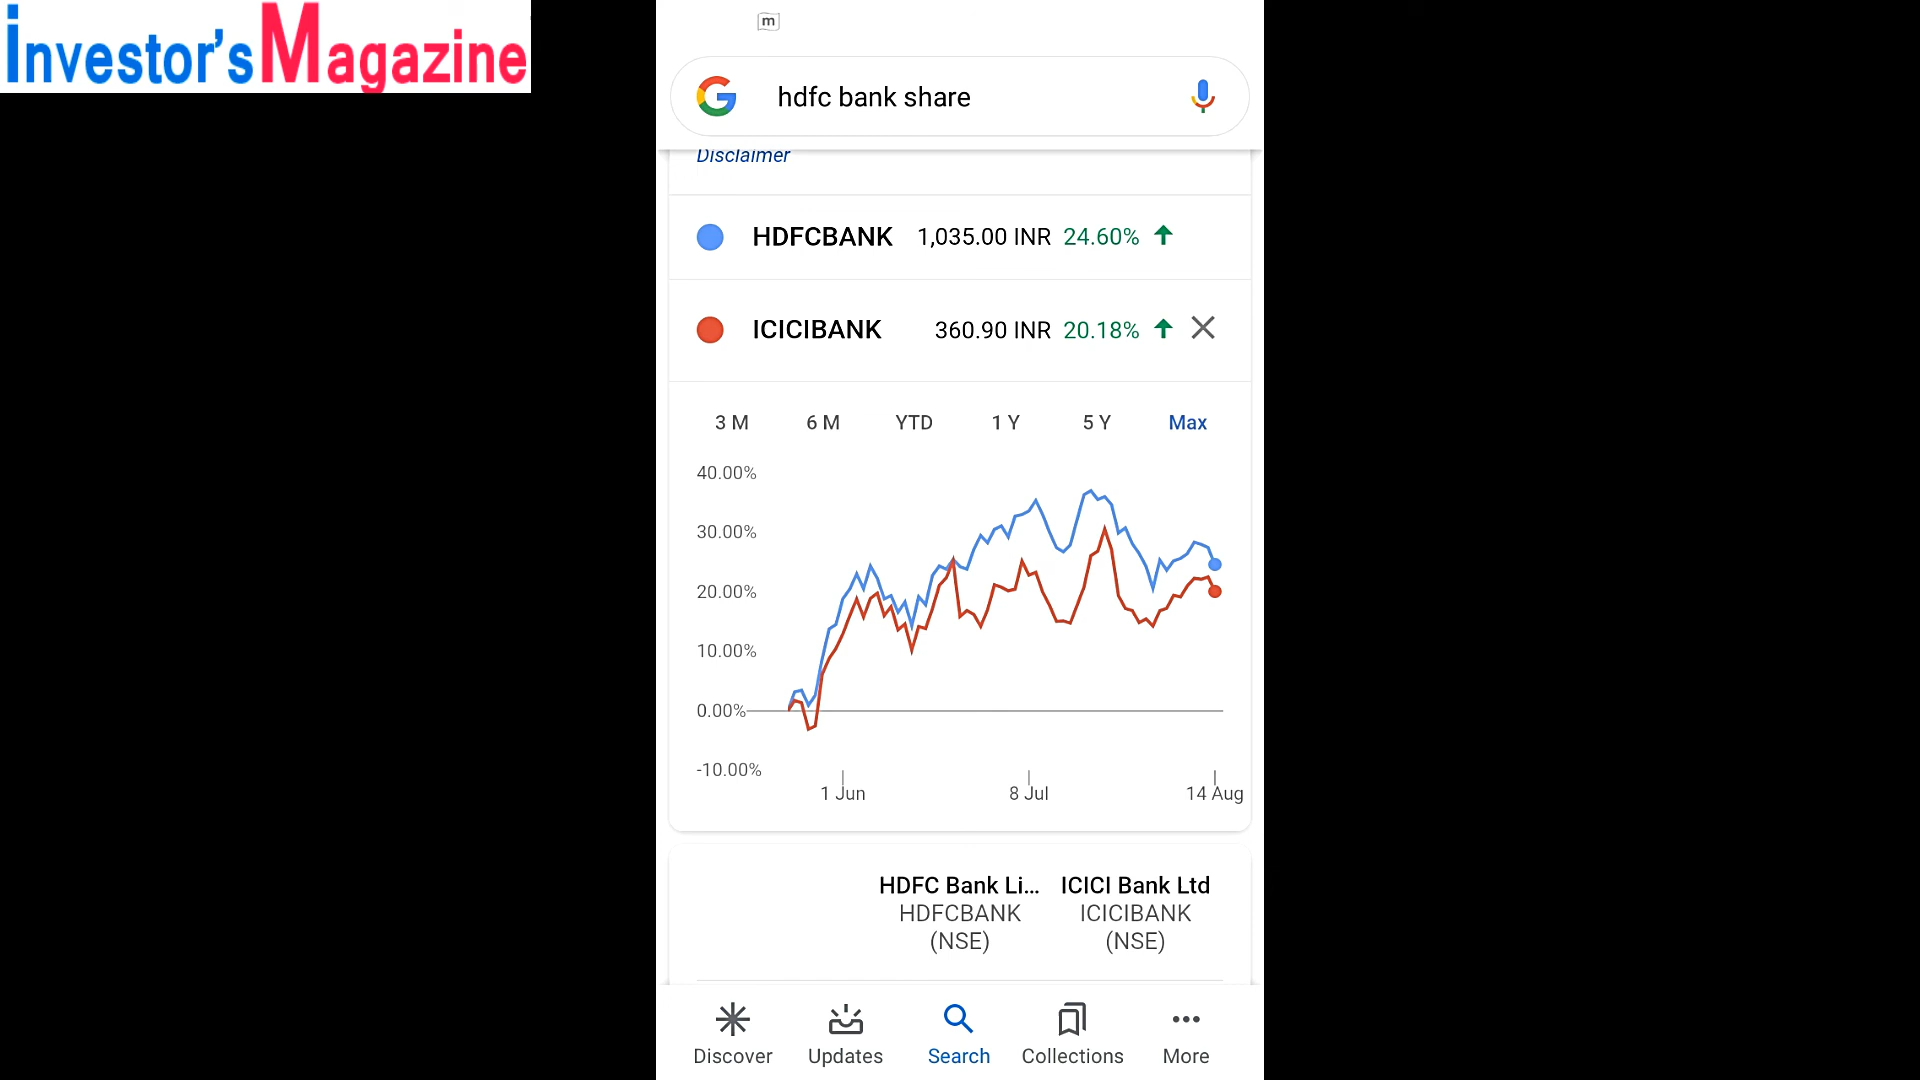 Investor's Magazine
m
hdfc bank share
Disclaimer
HDFCBANK 1,035.00 INR 24.60%
ICICIBANK 360.90 INR 20.18%
3 M 6 M YTD 1 Y 5 Y Max
40.00%
30.00%
20.00%
10.00%
0.00%
-10.00%
1 Jun 8 Jul 14 Aug
HDFC Bank Li... ICICI Bank Ltd
HDFCBANK ICICIBANK
(NSE) (NSE)
Discover Updates Search Collections More